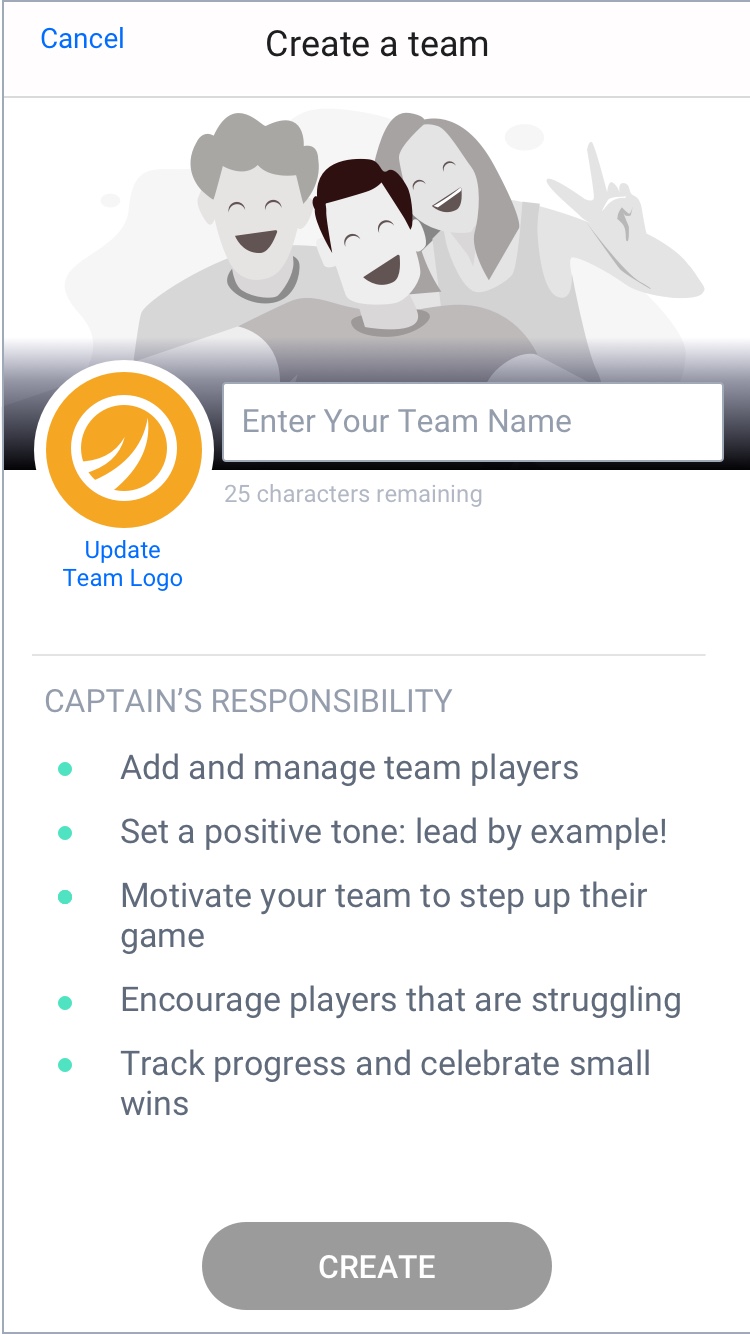 Cancel
Create a team
Enter Your Team Name
25 characters remaining
Update
Team Logo
CAPTAIN’S RESPONSIBILITY
Add and manage team players
Set a positive tone: lead by example!
Motivate your team to step up their
game
Encourage players that are struggling
Track progress and celebrate small
wins
CREATE